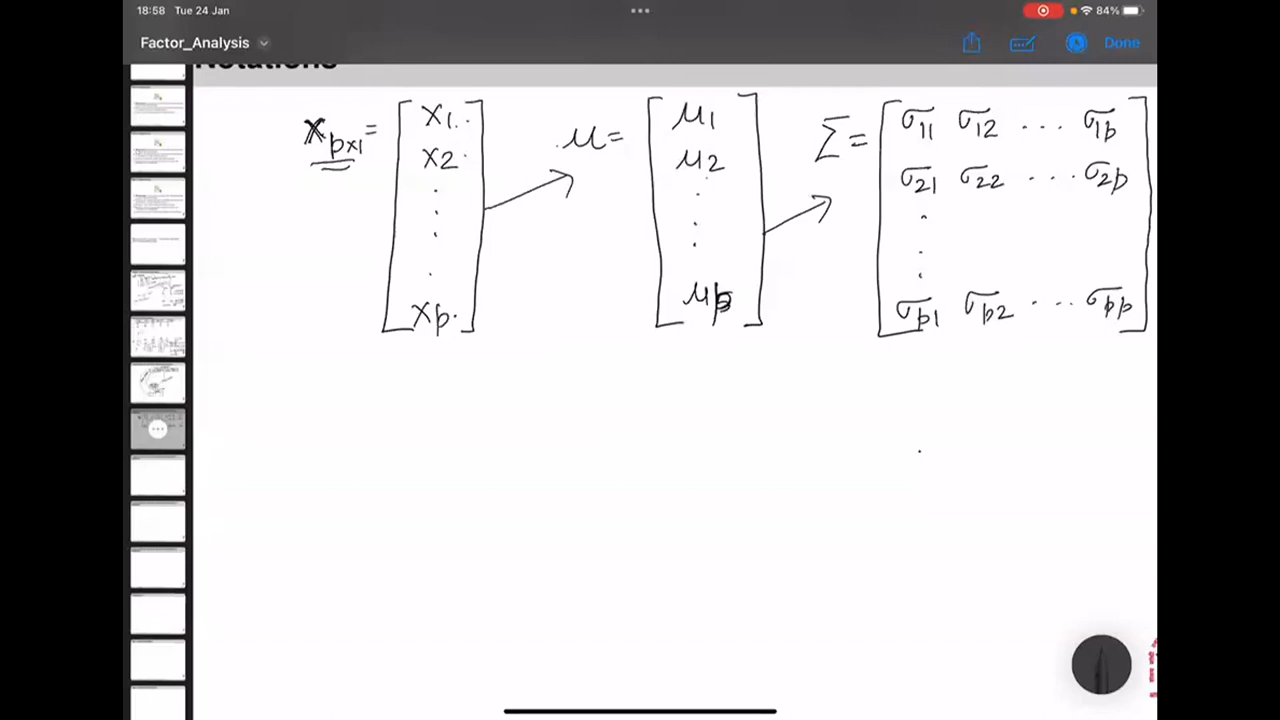 18:58 Tue 24 Jan 84%
Factor_Analysis Done
Notations
X p×1 = [ x1 x2 ⋮ xp ] μ = [ μ1 μ2 ⋮ μp ] Σ = [ σ11 σ12 ... σ1p
σ21 σ22 ... σ2p
⋮
σp1 σp2 ... σpp ]